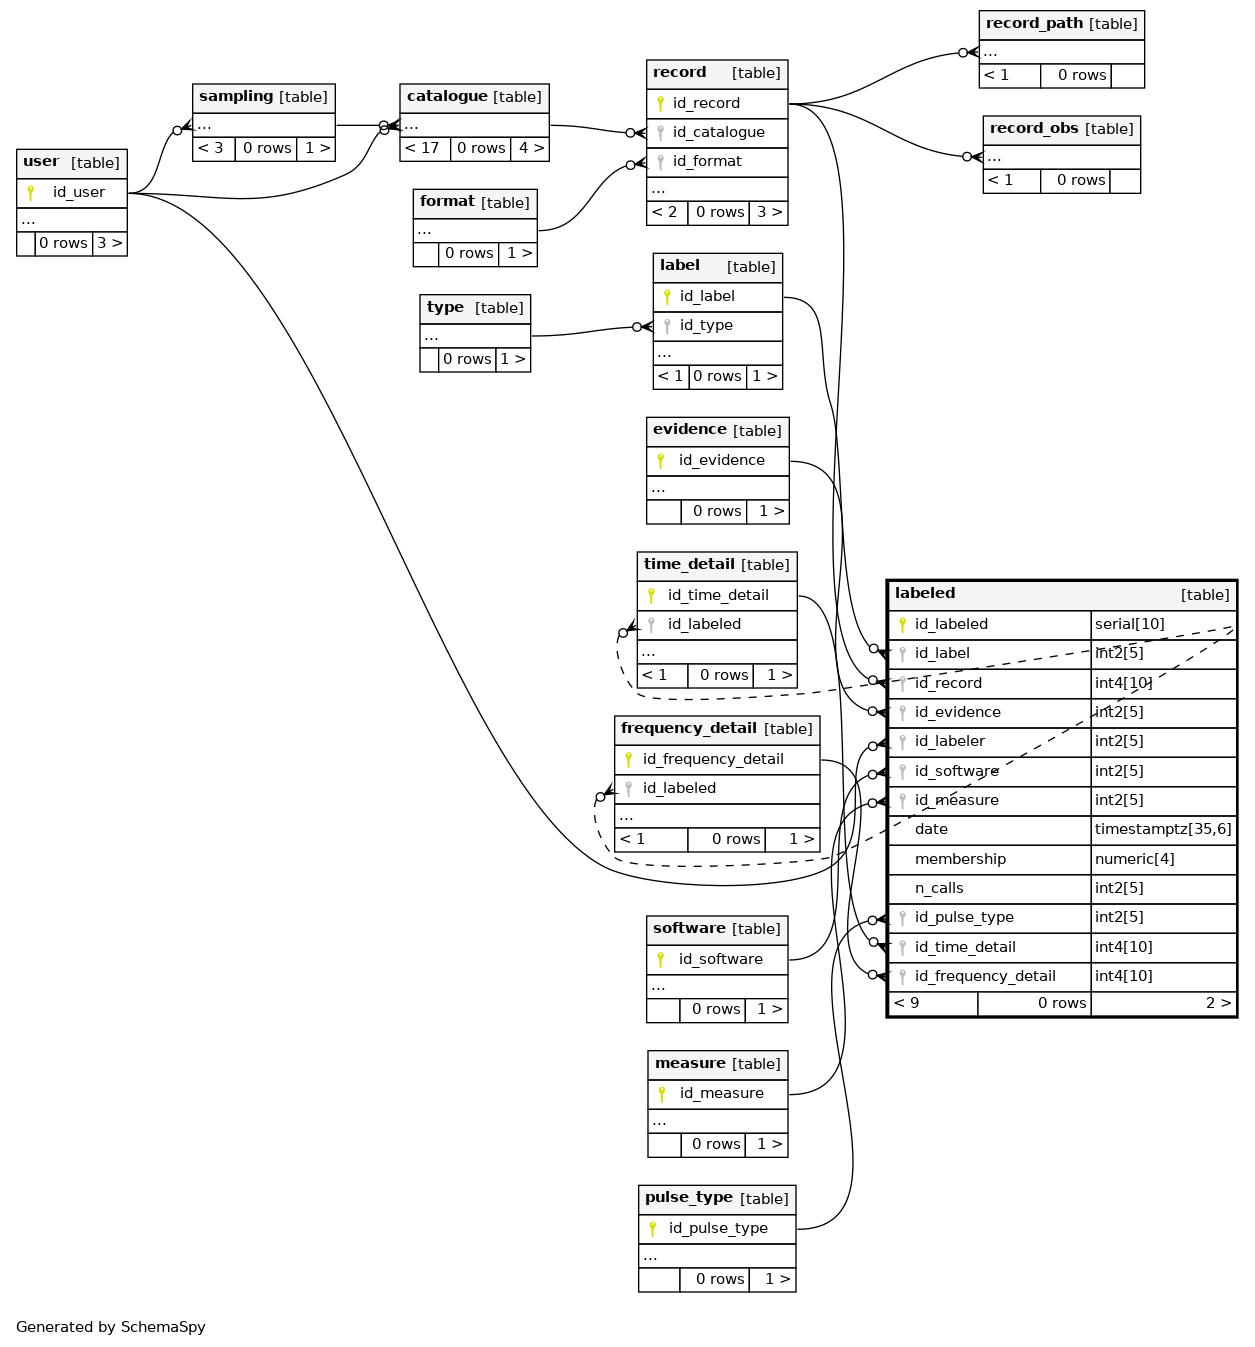 user [table]
id_user
...
0 rows 3 >
sampling [table]
...
< 3 0 rows 1 >
catalogue [table]
...
< 17 0 rows 4 >
format [table]
...
0 rows 1 >
type [table]
...
0 rows 1 >
record [table]
id_record
id_catalogue
id_format
...
< 2 0 rows 3 >
record_path [table]
...
< 1 0 rows
record_obs [table]
...
< 1 0 rows
label [table]
id_label
id_type
...
< 1 0 rows 1 >
evidence [table]
id_evidence
...
0 rows 1 >
time_detail [table]
id_time_detail
id_labeled
...
< 1 0 rows 1 >
frequency_detail [table]
id_frequency_detail
id_labeled
...
< 1 0 rows 1 >
software [table]
id_software
...
0 rows 1 >
measure [table]
id_measure
...
0 rows 1 >
pulse_type [table]
id_pulse_type
...
0 rows 1 >
labeled [table]
id_labeled serial[10]
id_label int2[5]
id_record int4[10]
id_evidence int2[5]
id_labeler int2[5]
id_software int2[5]
id_measure int2[5]
date timestamptz[35,6]
membership numeric[4]
n_calls int2[5]
id_pulse_type int2[5]
id_time_detail int4[10]
id_frequency_detail int4[10]
< 9 0 rows 2 >
Generated by SchemaSpy